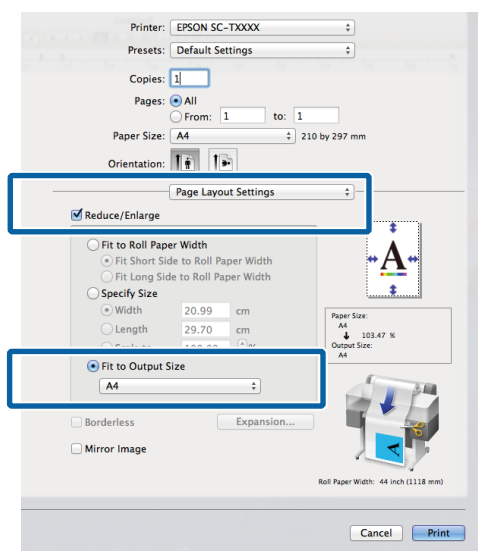 Printer: EPSON SC-TXXXX
Presets: Default Settings
Copies: 1
Pages: All
From: 1 to: 1
Paper Size: A4 210 by 297 mm
Orientation:
Page Layout Settings
Reduce/Enlarge
Fit to Roll Paper Width
Fit Short Side to Roll Paper Width
Fit Long Side to Roll Paper Width
Specify Size
Width 20.99 cm
Length 29.70 cm
Fit to Output Size
A4
Borderless Expansion...
Mirror Image
A
Paper Size:
A4
103.47 %
Output Size:
A4
A
Roll Paper Width: 44 inch (1118 mm)
Cancel Print